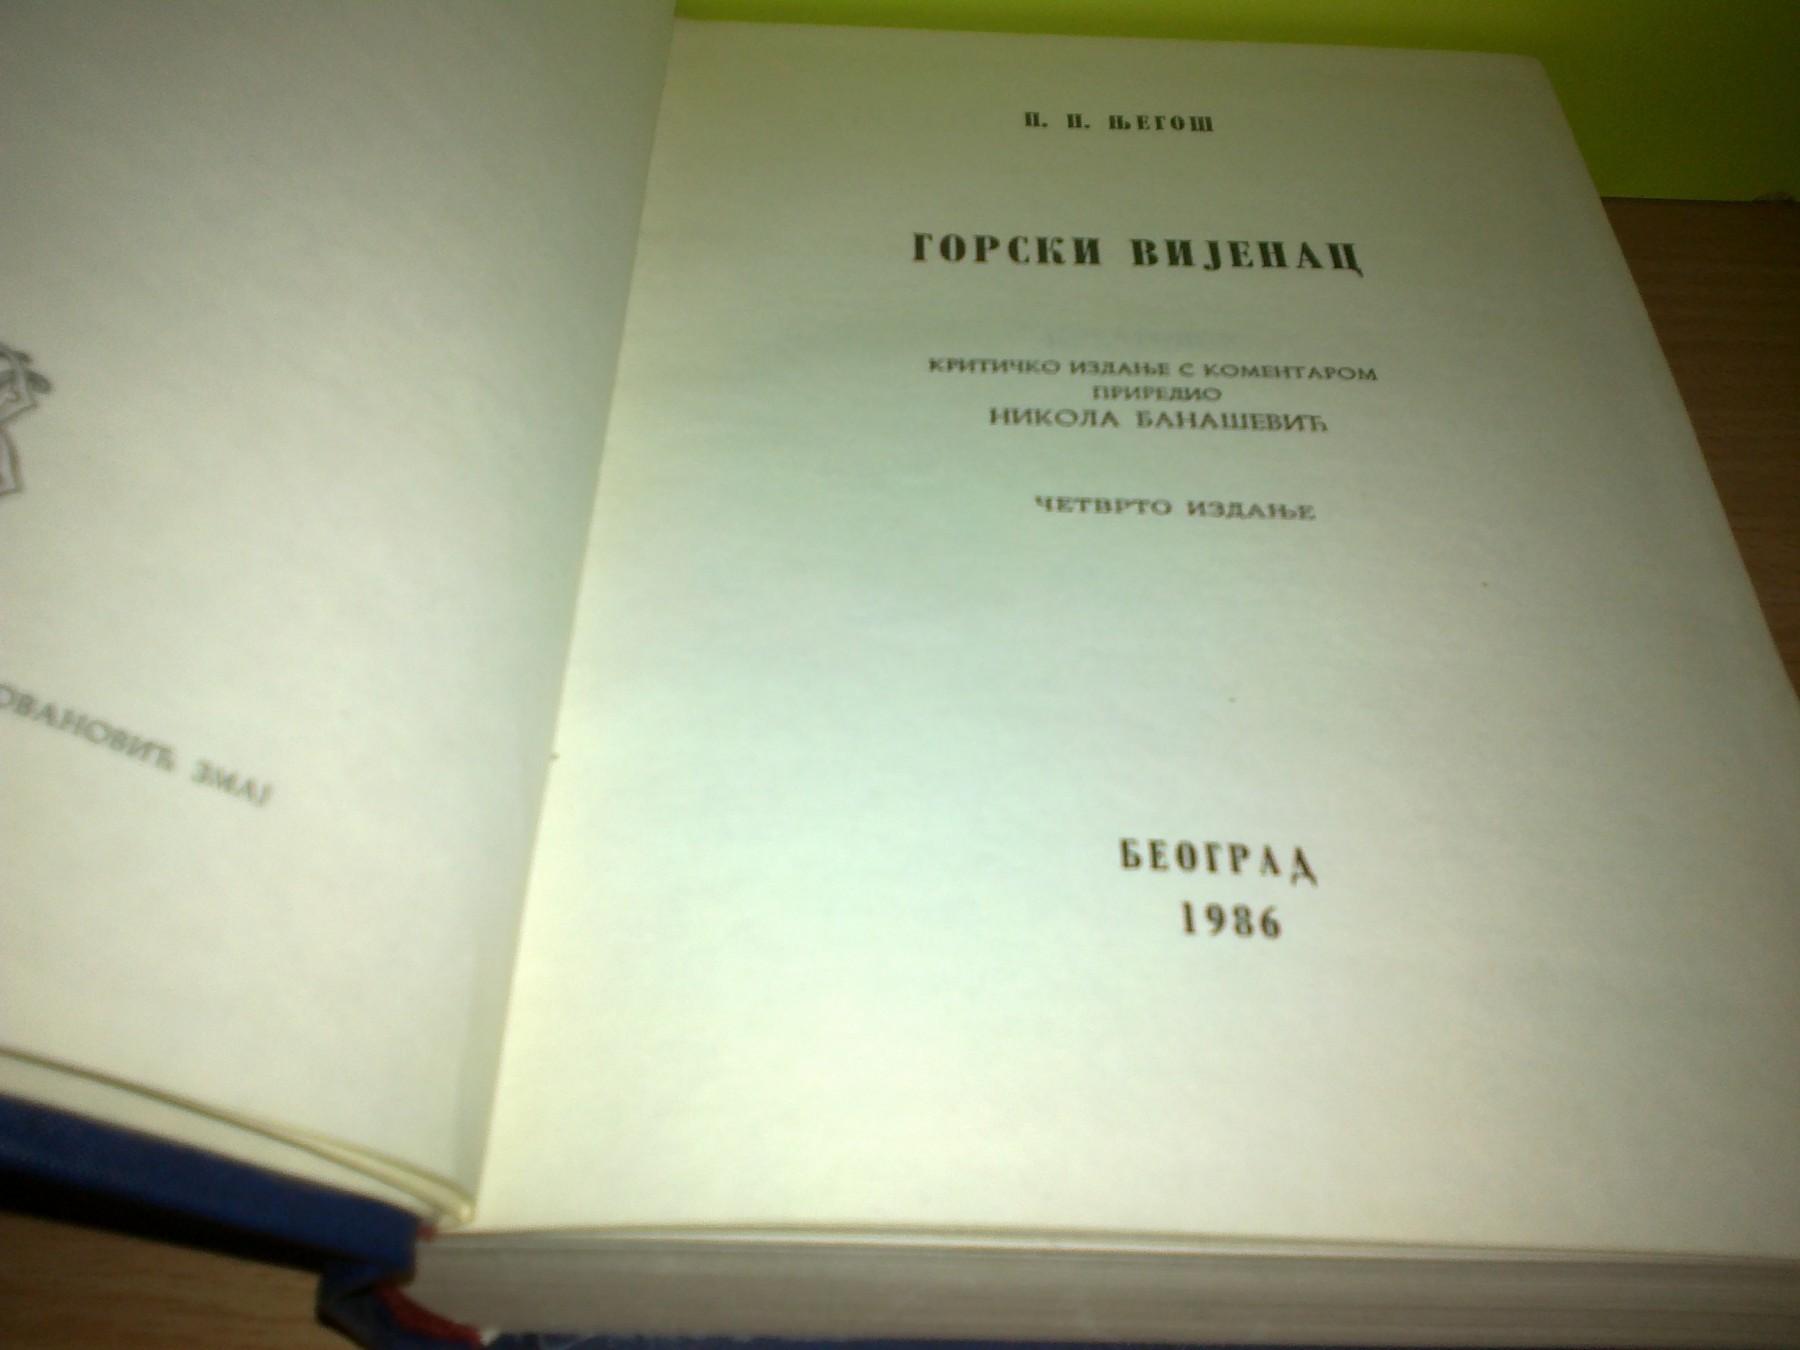 ОВАНОВИЋ ЗМАЈ
П. П. ЊЕГОШ
ГОРСКИ ВИЈЕНАЦ
КРИТИЧКО ИЗДАЊЕ С КОМЕНТАРОМ
ПРИРЕДИО
НИКОЛА БАНАШЕВИЋ
ЧЕТВРТО ИЗДАЊЕ
БЕОГРАД
1986